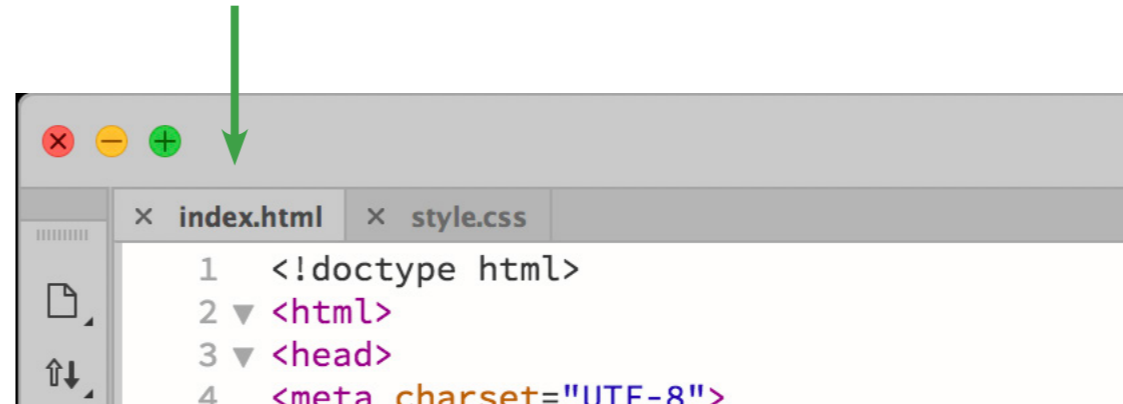 index.html style.css
1 <!doctype html>
2 <html>
3 <head>
4 <meta charset="UTF-8">